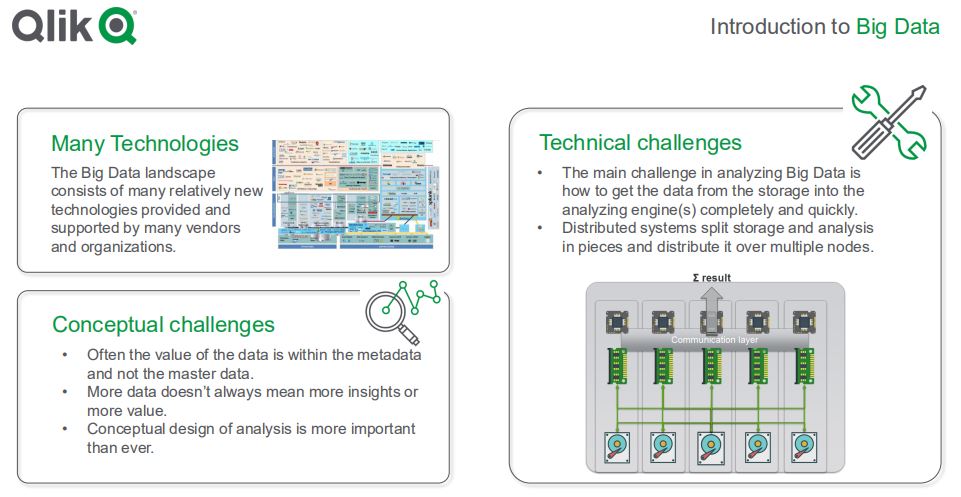 Qlik
Introduction to Big Data
Many Technologies
The Big Data landscape
consists of many relatively new
technologies provided and
supported by many vendors
and organizations.
Conceptual challenges
• Often the value of the data is within the metadata
and not the master data.
• More data doesn't always mean more insights or
more value.
• Conceptual design of analysis is more important
than ever.
Technical challenges
• The main challenge in analyzing Big Data is
how to get the data from the storage into the
analyzing engine(s) completely and quickly.
• Distributed systems split storage and analysis
in pieces and distribute it over multiple nodes.
Σ result
Communication layer